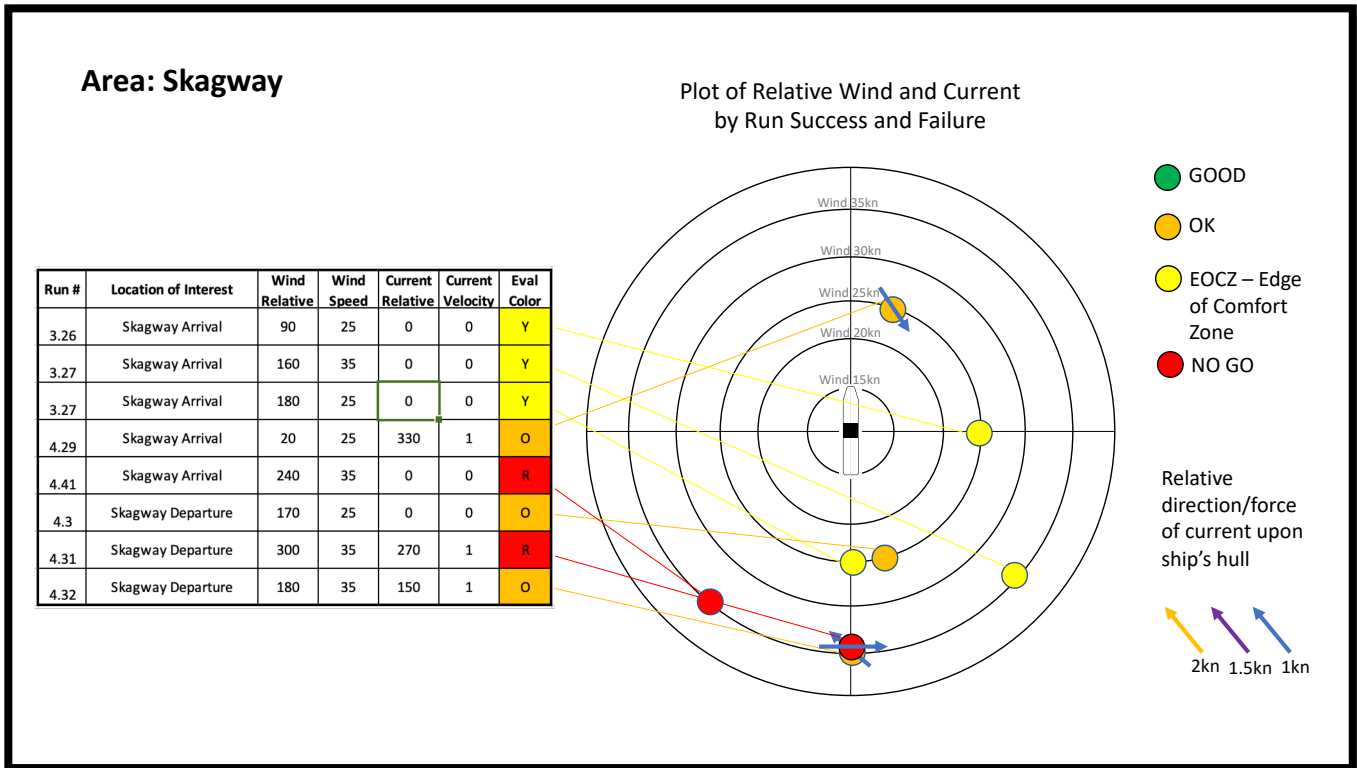 Area: Skagway
Plot of Relative Wind and Current
by Run Success and Failure
Run # Location of Interest Wind Relative Wind Speed Current Relative Current Velocity Eval Color
3.26 Skagway Arrival 90 25 0 0 Y
3.27 Skagway Arrival 160 35 0 0 Y
3.27 Skagway Arrival 180 25 0 0 Y
4.29 Skagway Arrival 20 25 330 1 O
4.41 Skagway Arrival 240 35 0 0 R
4.3 Skagway Departure 170 25 0 0 O
4.31 Skagway Departure 300 35 270 1 R
4.32 Skagway Departure 180 35 150 1 O
Wind 35kn
Wind 30kn
Wind 25kn
Wind 20kn
Wind 15kn
GOOD
OK
EOCZ – Edge
of Comfort
Zone
NO GO
Relative
direction/force
of current upon
ship's hull
2kn 1.5kn 1kn